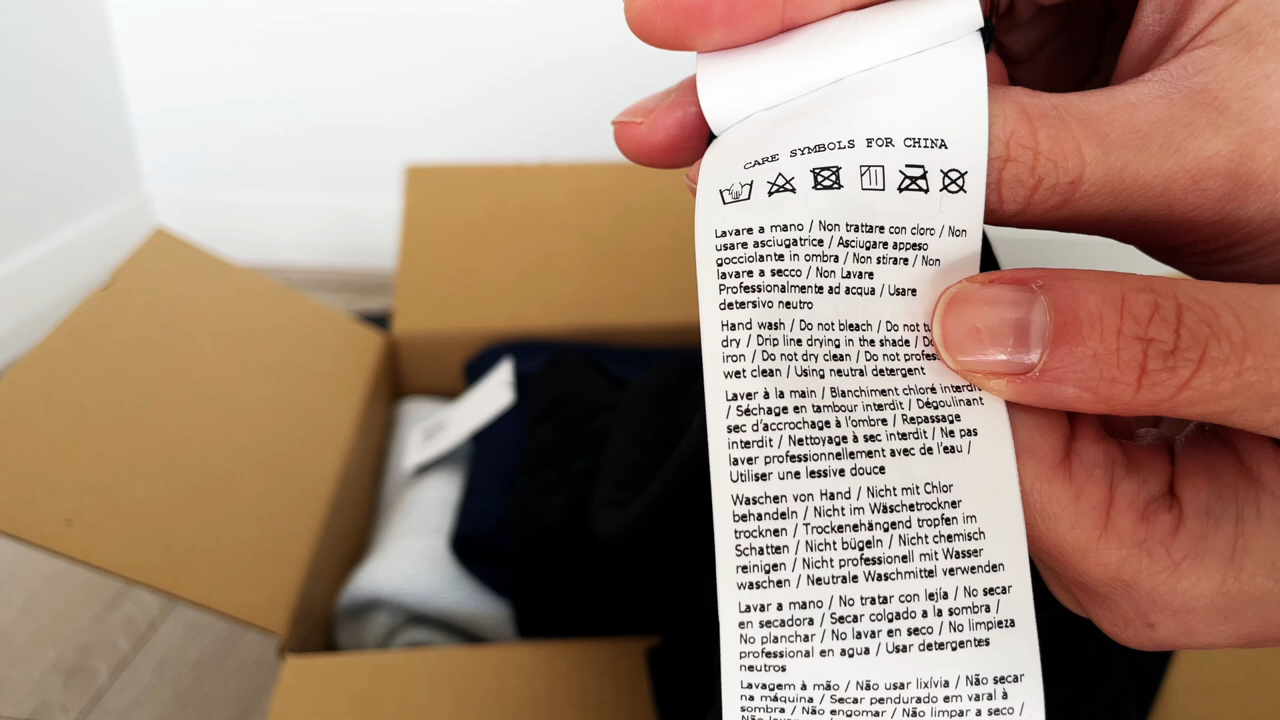 CARE SYMBOLS FOR CHINA
Lavare a mano / Non trattare con cloro / Non
usare asciugatrice / Asciugare appeso
gocciolante in ombra / Non stirare / Non
lavare a secco / Non Lavare
Professionalmente ad acqua / Usare
detersivo neutro
Hand wash / Do not bleach / Do not
dry / Drip line drying in the shade /
iron / Do not dry clean / Do not
wet clean / Using neutral detergent
Laver à la main / Blanchiment chloré interdit
/ Séchage en tambour interdit / Dégoulinant
sec d'accrochage à l'ombre / Repassage
interdit / Nettoyage à sec interdit / Ne pas
laver professionnellement avec de l'eau /
Utiliser une lessive douce
Waschen von Hand / Nicht mit Chlor
behandeln / Nicht im Wäschetrockner
trocknen / Trockenehängend tropfen im
Schatten / Nicht bügeln / Nicht chemisch
reinigen / Nicht professionell mit Wasser
waschen / Neutrale Waschmittel verwenden
Lavar a mano / No tratar con lejía / No secar
en secadora / Secar colgado a la sombra /
No planchar / No lavar en seco / No limpieza
professional en agua / Usar detergentes
neutros
Lavagem à mão / Não usar lixívia / Não secar
na máquina / Secar pendurado em varal à
sombra / Não engomar / Não limpar a seco /